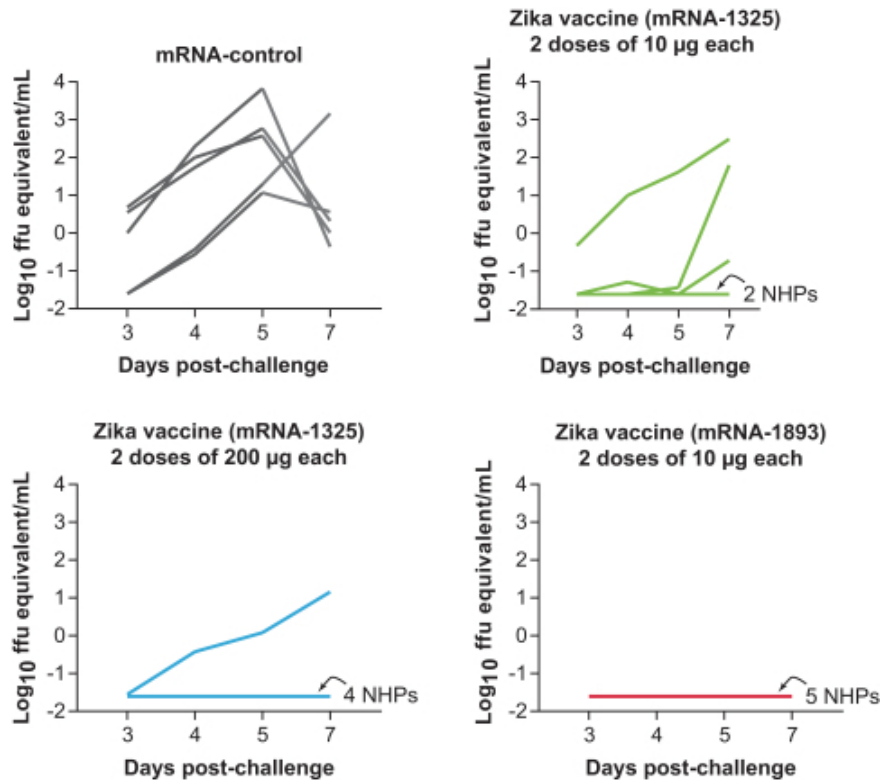 mRNA-control
Log10 ffu equivalent/mL
4
3
2
1
0
-1
-2
3 4 5 7
Days post-challenge
Zika vaccine (mRNA-1325)
2 doses of 10 µg each
Log10 ffu equivalent/mL
4
3
2
1
0
-1
-2
2 NHPs
3 4 5 7
Days post-challenge
Zika vaccine (mRNA-1325)
2 doses of 200 µg each
Log10 ffu equivalent/mL
4
3
2
1
0
-1
-2
4 NHPs
3 4 5 7
Days post-challenge
Zika vaccine (mRNA-1893)
2 doses of 10 µg each
Log10 ffu equivalent/mL
4
3
2
1
0
-1
-2
5 NHPs
3 4 5 7
Days post-challenge